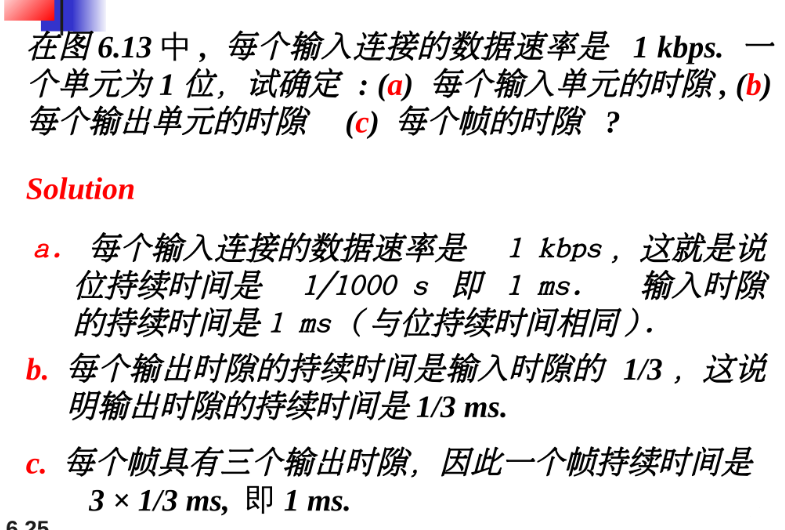 在图 6.13 中 , 每个输入连接的数据速率是 1 kbps. 一
个单元为 1 位, 试确定 : (a) 每个输入单元的时隙 , (b)
每个输出单元的时隙 (c) 每个帧的时隙 ?
Solution
a. 每个输入连接的数据速率是 1 kbps , 这就是说
位持续时间是 1/1000 s 即 1 ms. 输入时隙
的持续时间是 1 ms ( 与位持续时间相同 ).
b. 每个输出时隙的持续时间是输入时隙的 1/3 , 这说
明输出时隙的持续时间是 1/3 ms.
c. 每个帧具有三个输出时隙, 因此一个帧持续时间是
3 × 1/3 ms, 即 1 ms.
6.25